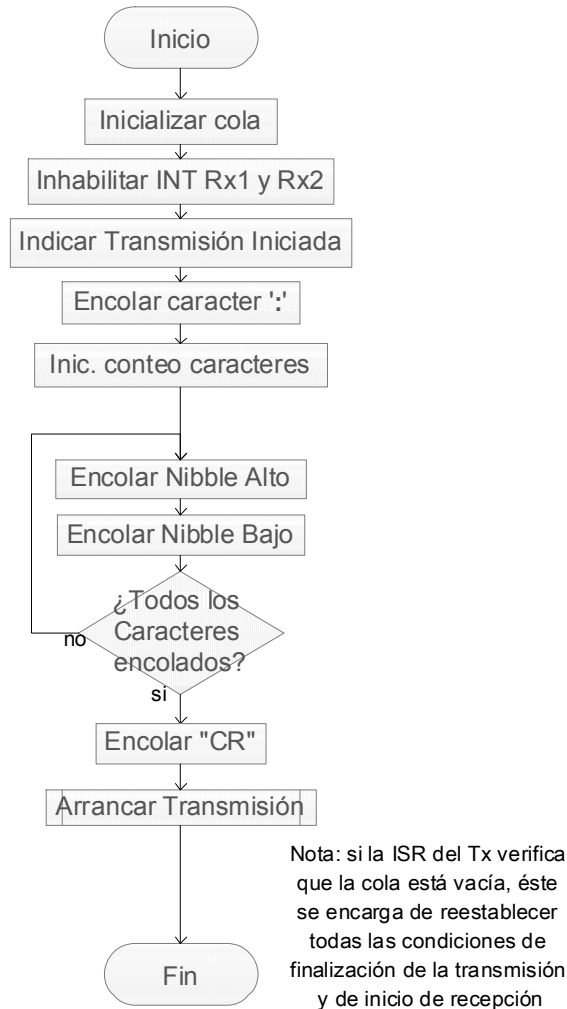 Inicio
Inicializar cola
Inhabilitar INT Rx1 y Rx2
Indicar Transmisión Iniciada
Encolar caracter ':'
Inic. conteo caracteres
Encolar Nibble Alto
Encolar Nibble Bajo
¿Todos los
Caracteres
encolados?
no
si
Encolar "CR"
Arrancar Transmisión
Nota: si la ISR del Tx verifica
que la cola está vacía, éste
se encarga de reestablecer
todas las condiciones de
finalización de la transmisión
y de inicio de recepción
Fin